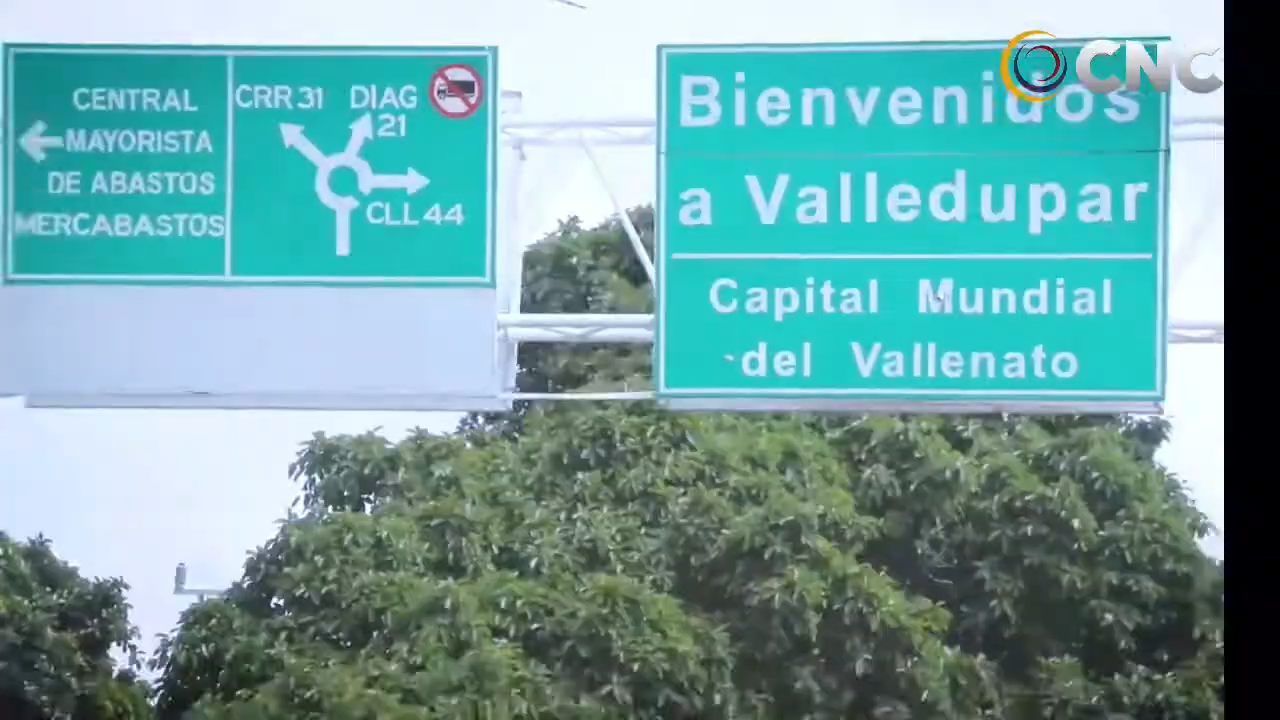 CENTRAL
MAYORISTA
DE ABASTOS
MERCABASTOS
CRR 31
DIAG
21
CLL 44
Bienvenidos
a Valledupar
Capital Mundial
del Vallenato
CNC